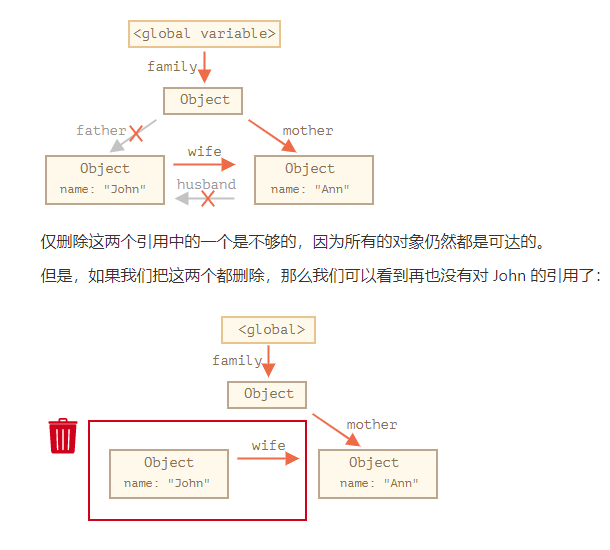 <global variable>
family
Object
father
mother
wife
Object
Object
name: "John"
husband
name: "Ann"
仅删除这两个引用中的一个是不够的，因为所有的对象仍然都是可达的。
但是，如果我们把这两个都删除，那么我们可以看到再也没有对 John 的引用了：
<global>
family
Object
mother
wife
Object
Object
name: "John"
name: "Ann"